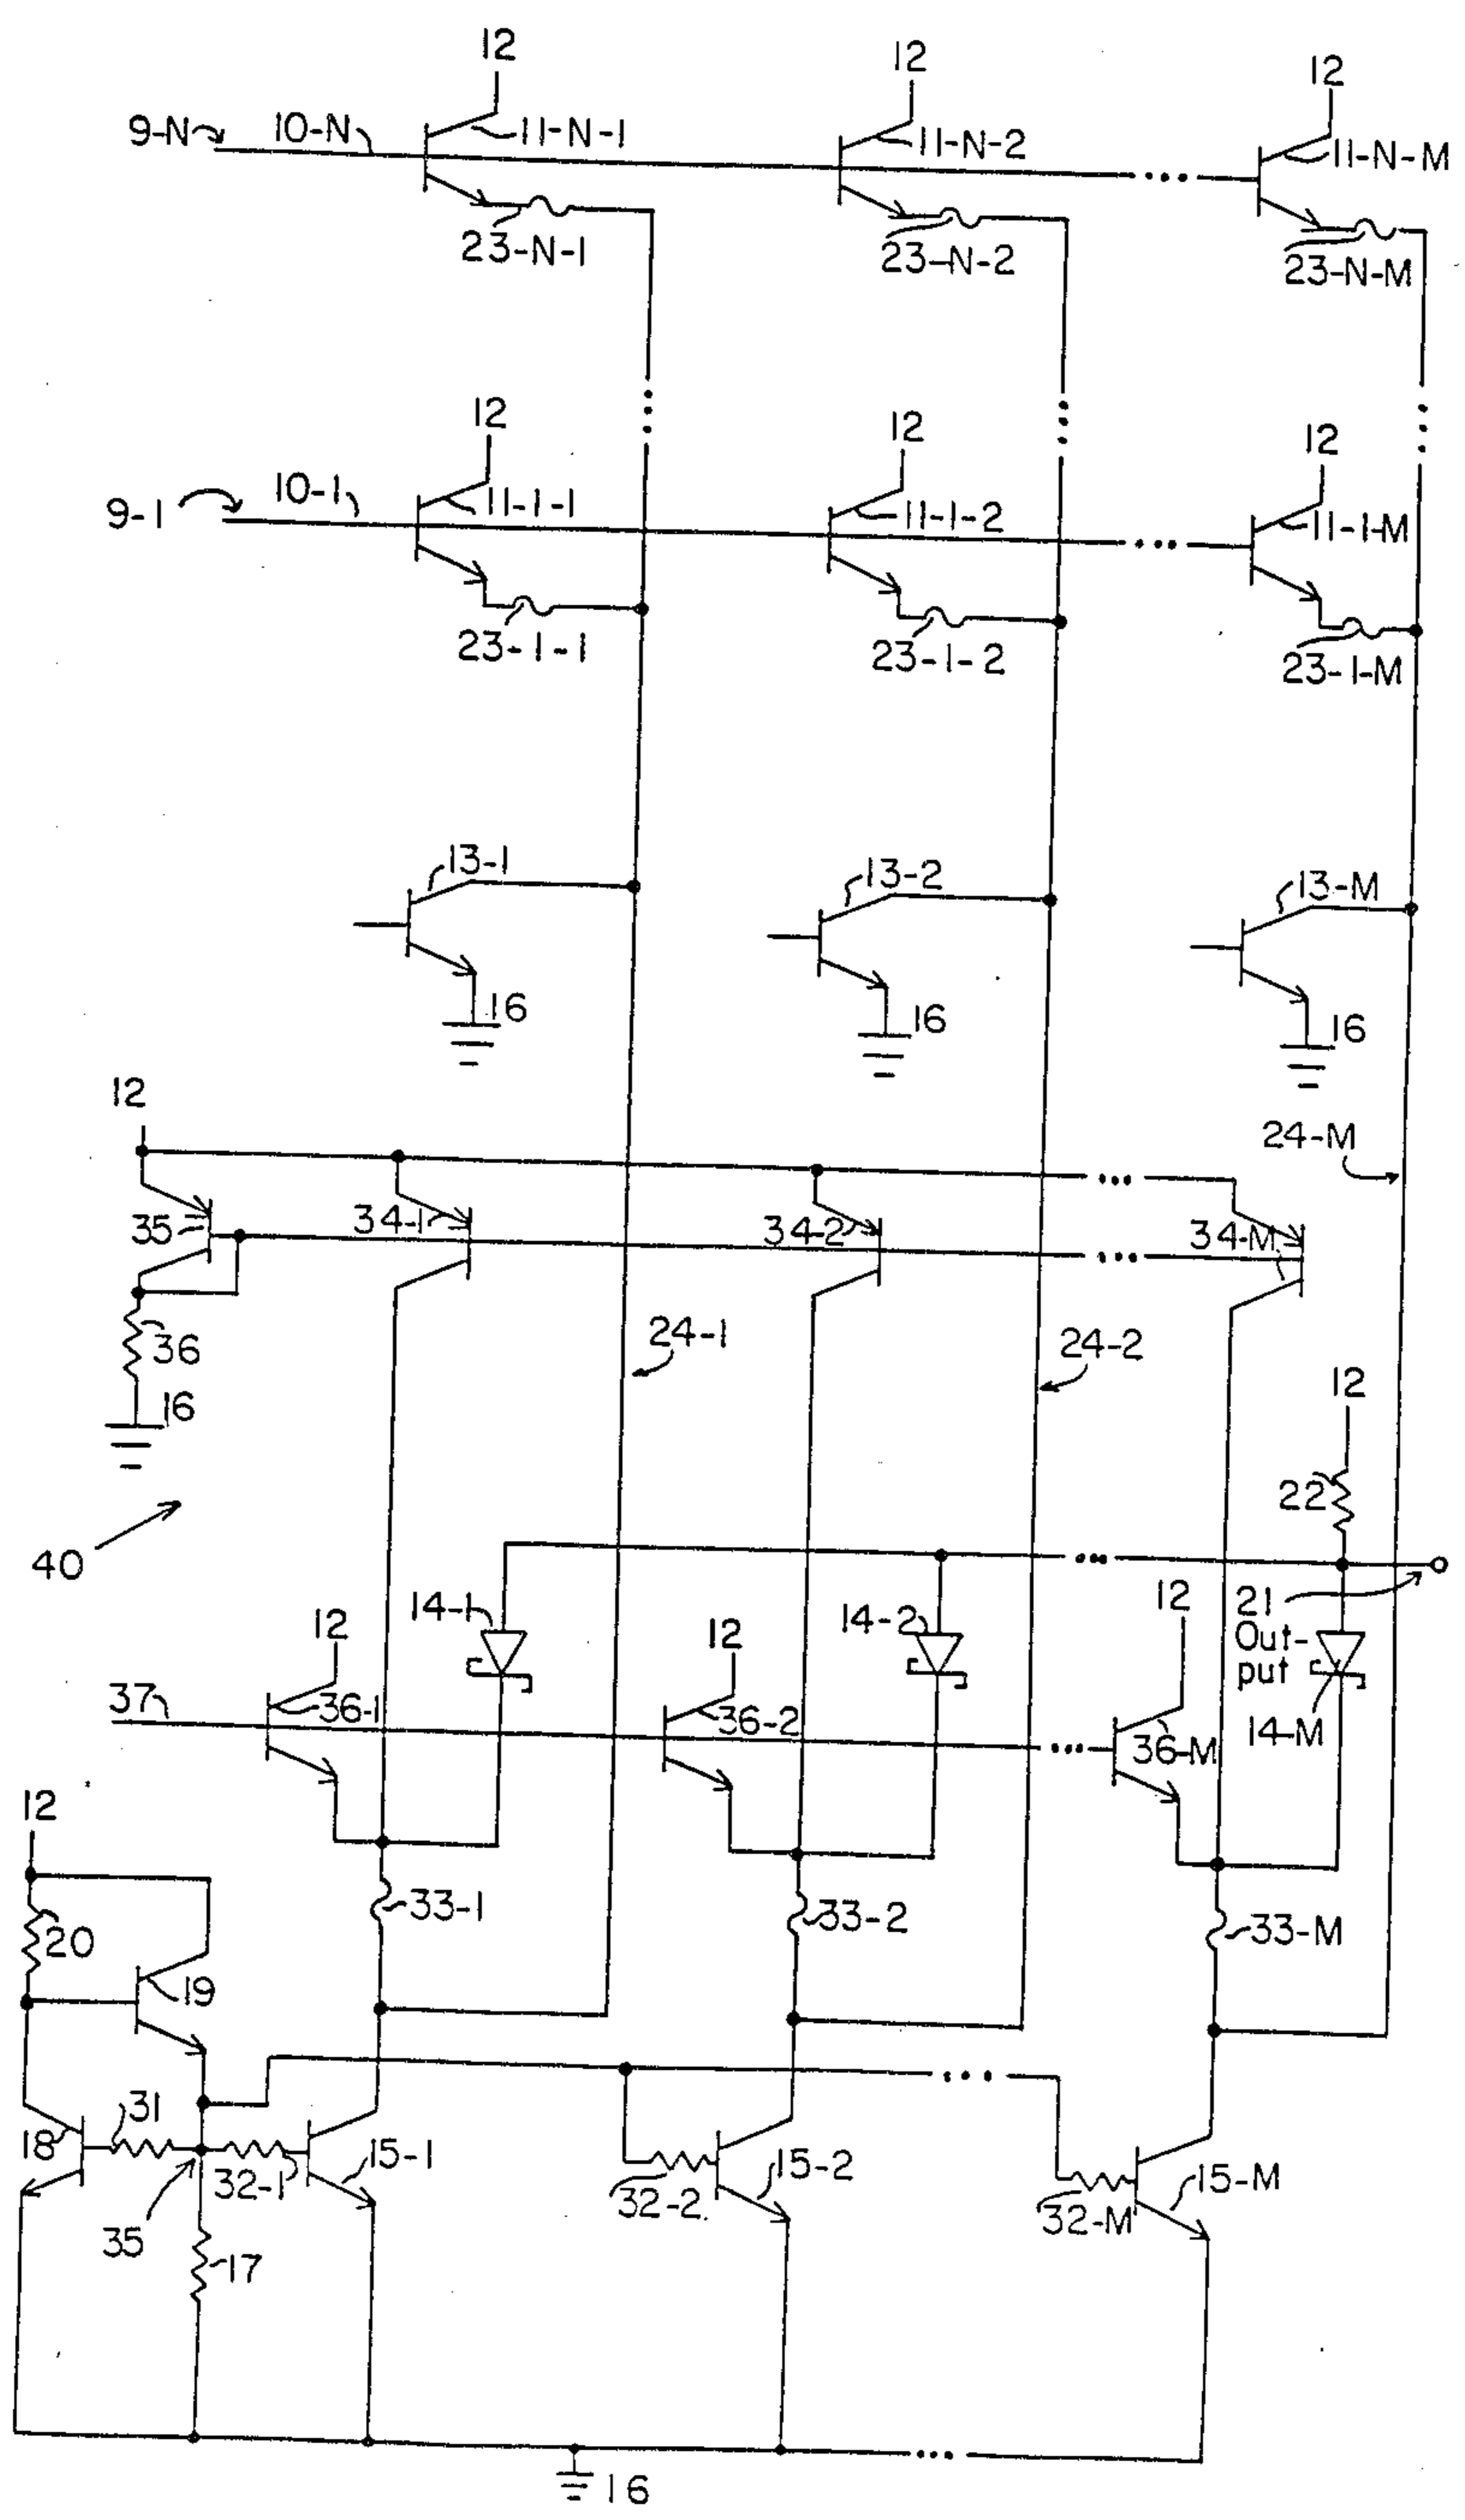 12
12
12
9-N
10-N
11-N-1
11-N-2
11-N-M
23-N-1
23-N-2
23-N-M
12
12
12
9-1
10-1
11-1-1
11-1-2
11-1-M
23-1-1
23-1-2
23-1-M
13-1
13-2
13-M
16
16
16
12
24-M
35
34-1
34-2
34-M
36
24-1
24-2
16
12
22
40
12
14-1
12
14-2
12
21
Out-
put
37
36-1
36-2
36-M
14-M
12
33-1
33-2
33-M
20
19
31
18
32-1
15-1
32-2
15-2
32-M
15-M
35
17
16